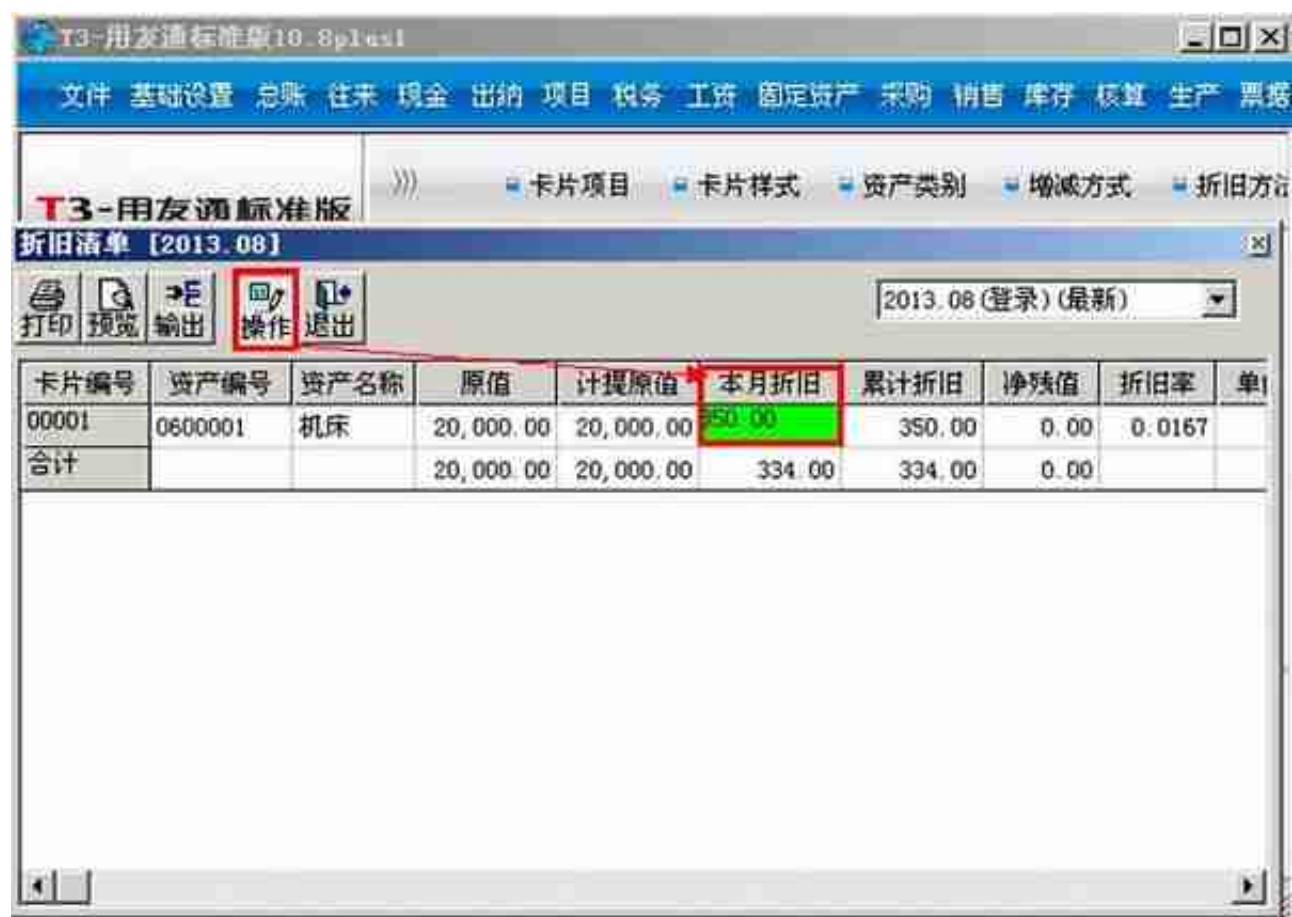 T3-用友通标准版10.8plus1
文件 基础设置 总账 往来 现金 出纳 项目 税务 工资 固定资产 采购 销售 库存 核算 生产 票据
卡片项目 卡片样式 资产类别 增减方式 折旧方法
T3-用友通标准版
折旧清单 [2013.08]
打印 预览 输出 操作 退出 2013.08(登录)(最新)
卡片编号 资产编号 资产名称 原值 计提原值 本月折旧 累计折旧 净残值 折旧率 单
00001 0600001 机床 20,000.00 20,000.00 350.00 350.00 0.00 0.0167
合计 20,000.00 20,000.00 334.00 334.00 0.00